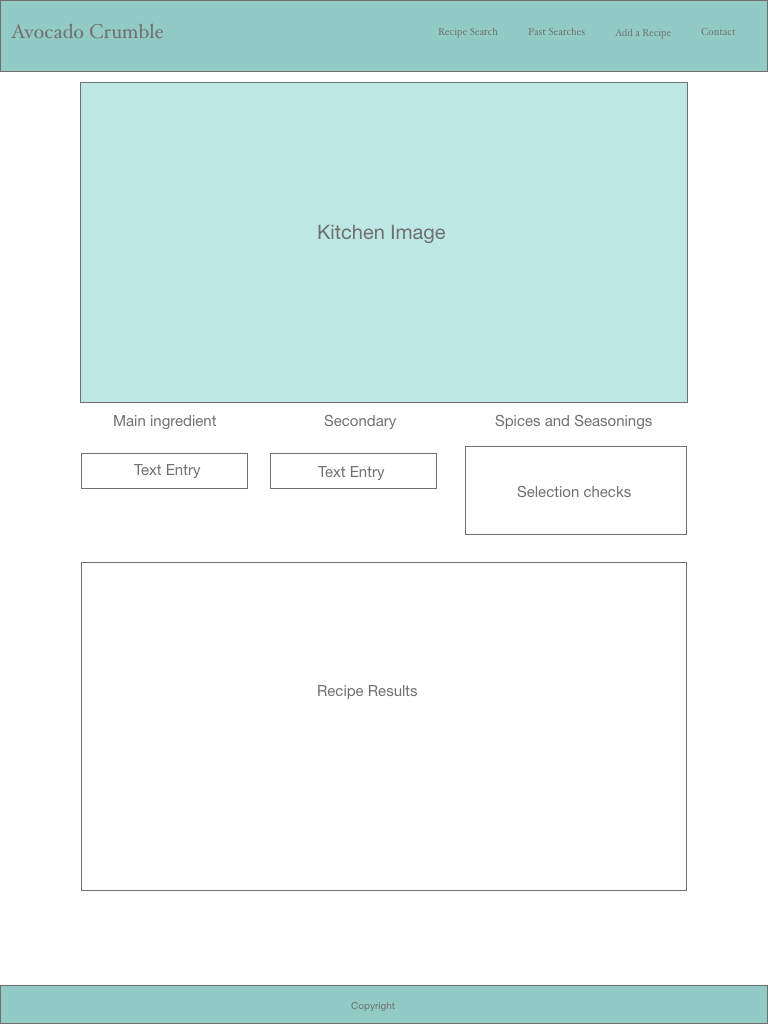 Avocado Crumble
Recipe Search
Past Searches
Add a Recipe
Contact
Kitchen Image
Main ingredient
Secondary
Spices and Seasonings
Text Entry
Text Entry
Selection checks
Recipe Results
Copyright